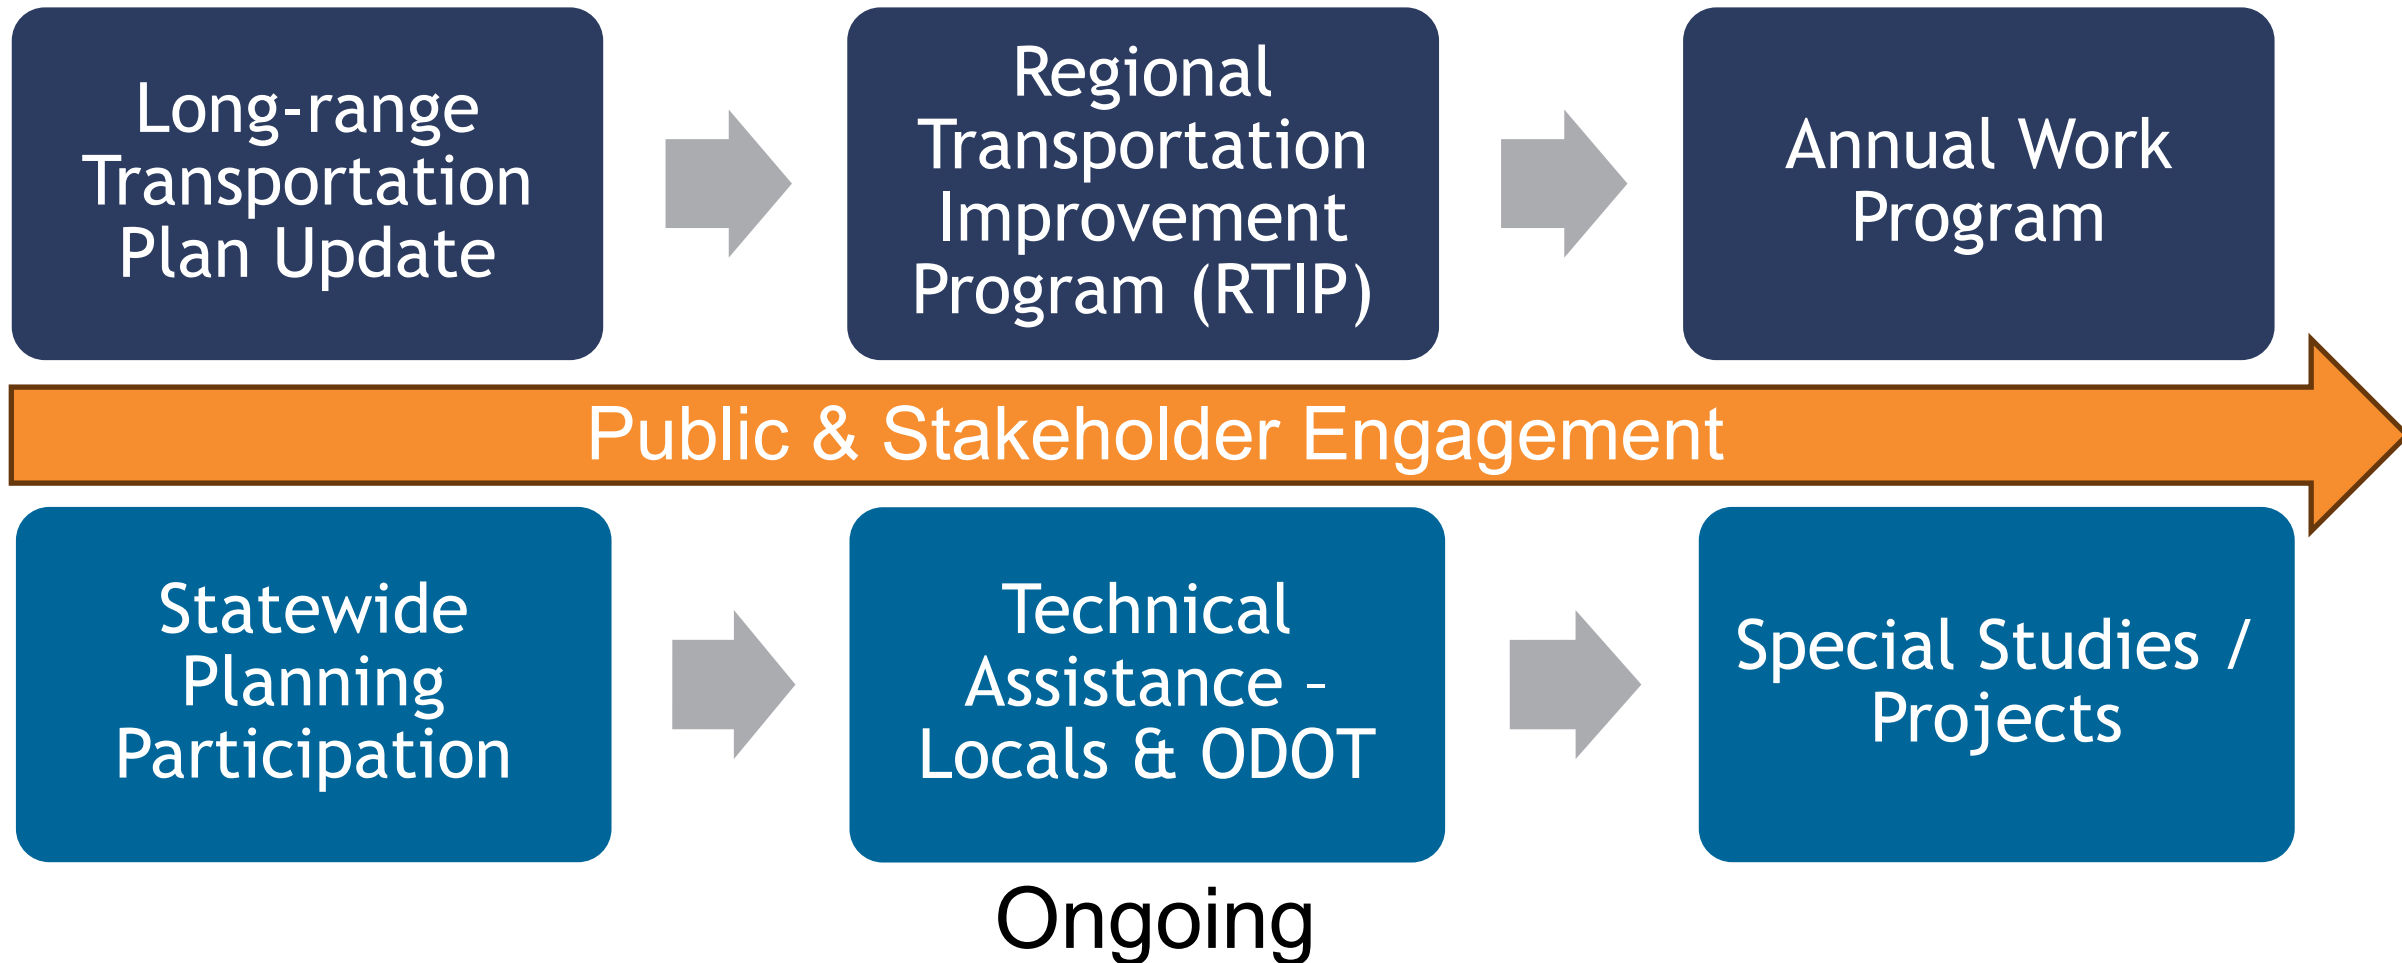 Long-range
Transportation
Plan Update
Regional
Transportation
Improvement
Program (RTIP)
Annual Work
Program
Public & Stakeholder Engagement
Statewide
Planning
Participation
Technical
Assistance –
Locals & ODOT
Special Studies /
Projects
Ongoing